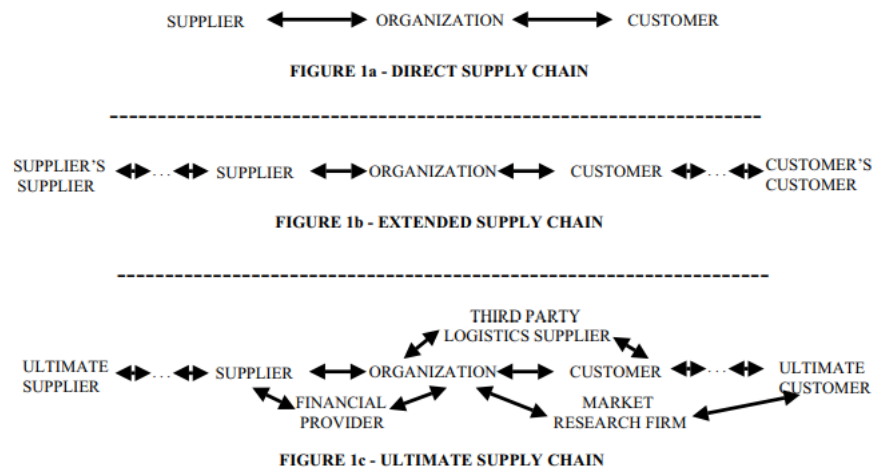 SUPPLIER ORGANIZATION CUSTOMER
FIGURE 1a - DIRECT SUPPLY CHAIN
SUPPLIER'S SUPPLIER ... SUPPLIER ORGANIZATION CUSTOMER ... CUSTOMER'S CUSTOMER
FIGURE 1b - EXTENDED SUPPLY CHAIN
THIRD PARTY
LOGISTICS SUPPLIER
ULTIMATE SUPPLIER ... SUPPLIER ORGANIZATION CUSTOMER ... ULTIMATE CUSTOMER
FINANCIAL PROVIDER
MARKET RESEARCH FIRM
FIGURE 1c - ULTIMATE SUPPLY CHAIN